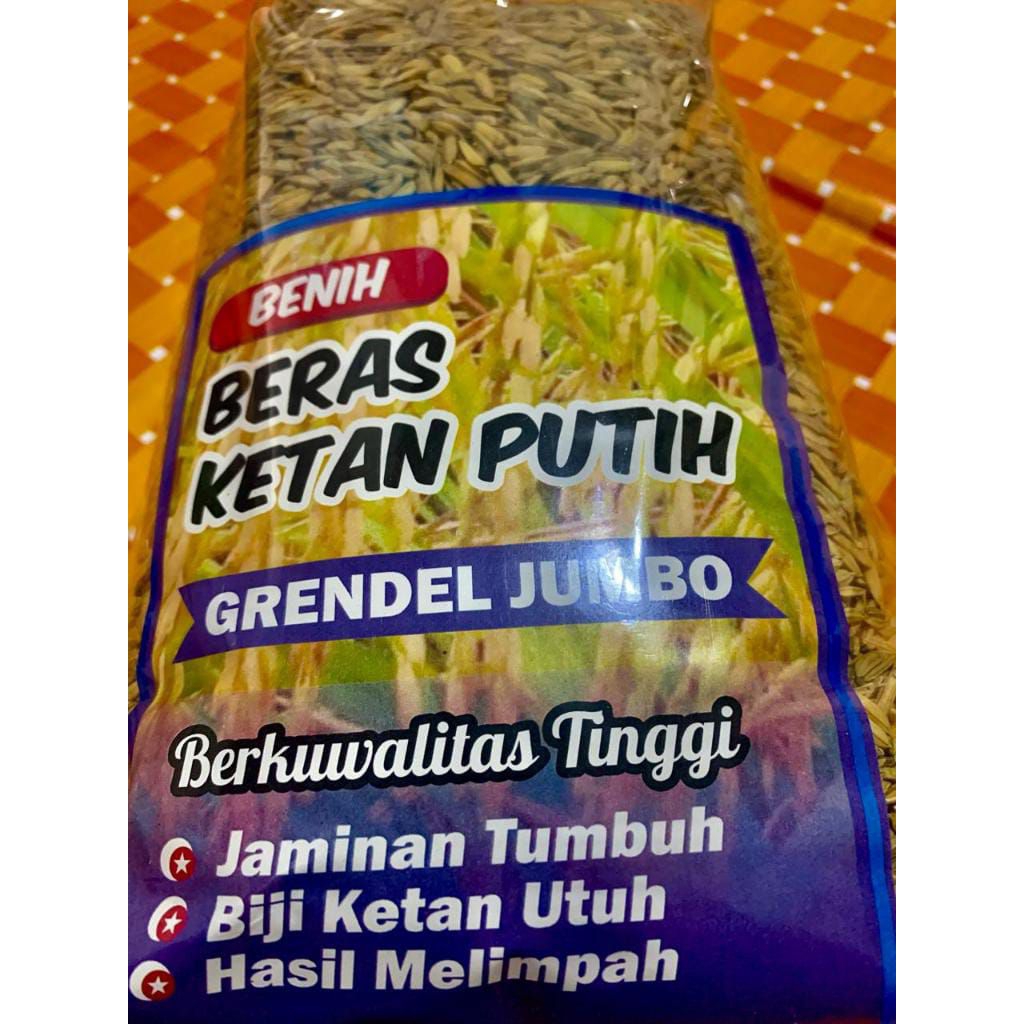 BENIH
BERAS
KETAN PUTIH
GRENDEL JUMBO
Berkuwalitas Tinggi
Jaminan Tumbuh
Biji Ketan Utuh
Hasil Melimpah